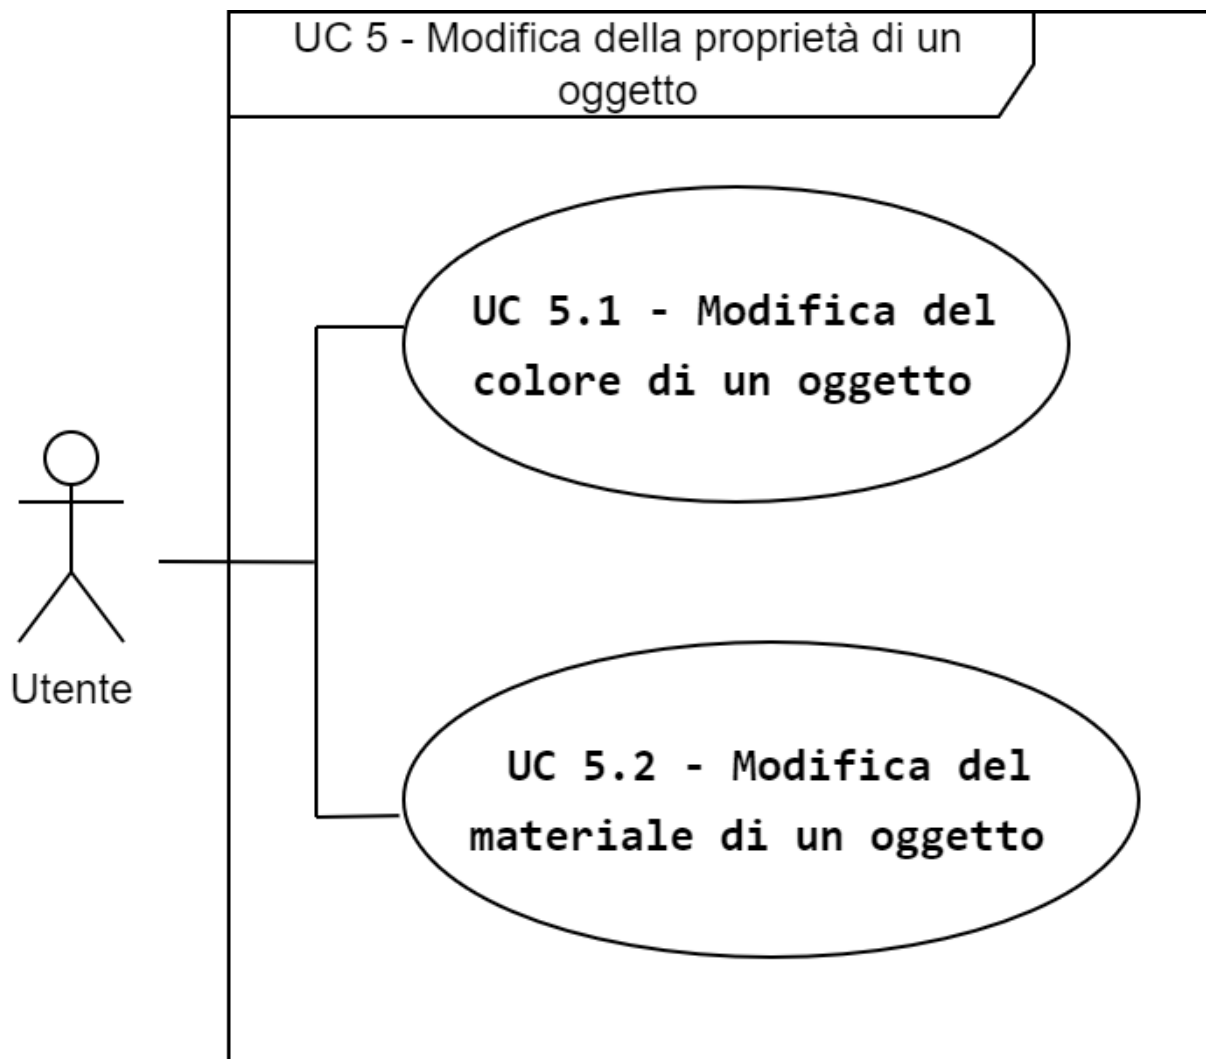 UC 5 - Modifica della proprietà di un
oggetto
UC 5.1 - Modifica del
colore di un oggetto
Utente
UC 5.2 - Modifica del
materiale di un oggetto